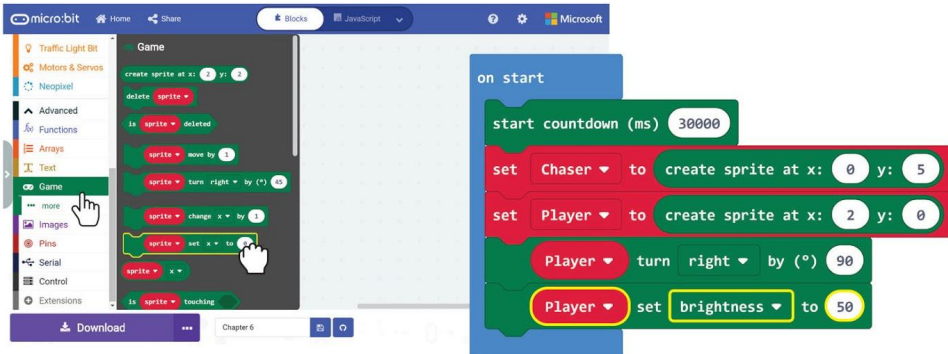 micro:bit Home Share Blocks JavaScript Microsoft
Traffic Light Bit
Motors & Servos
Neopixel
Advanced
Functions
Arrays
Text
Game
more
Images
Pins
Serial
Control
Extensions
Game
create sprite at x: 2 y: 2
delete sprite
is sprite deleted
sprite move by 1
sprite turn right by (°) 45
sprite change x by 1
sprite set x to 0
sprite x
is sprite touching
Download ••• Chapter 6
on start
start countdown (ms) 30000
set Chaser to create sprite at x: 0 y: 5
set Player to create sprite at x: 2 y: 0
Player turn right by (°) 90
Player set brightness to 50